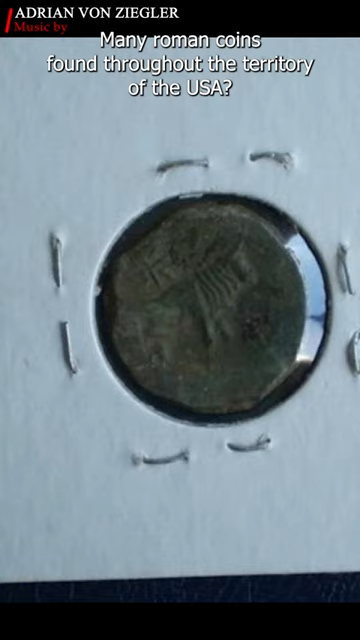 ADRIAN VON ZIEGLER
Music by
Many roman coins
found throughout the territory
of the USA?